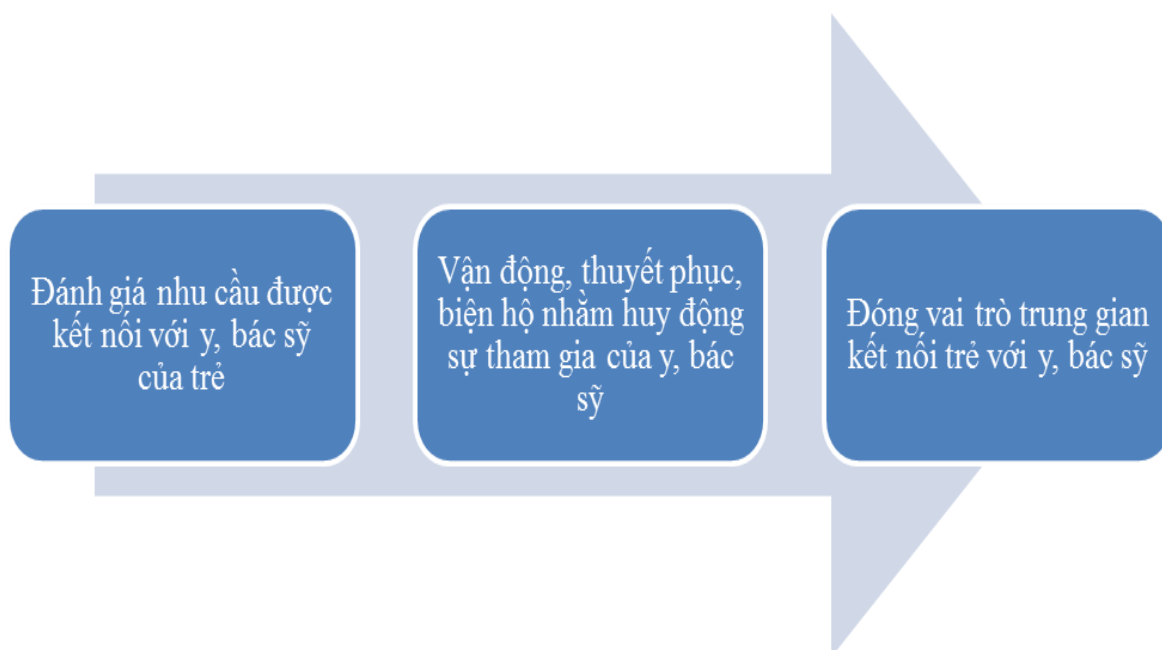 Đánh giá nhu cầu được
kết nối với y, bác sỹ
của trẻ
Vận động, thuyết phục,
biện hộ nhằm huy động
sự tham gia của y, bác
sỹ
Đóng vai trò trung gian
kết nối trẻ với y, bác sỹ